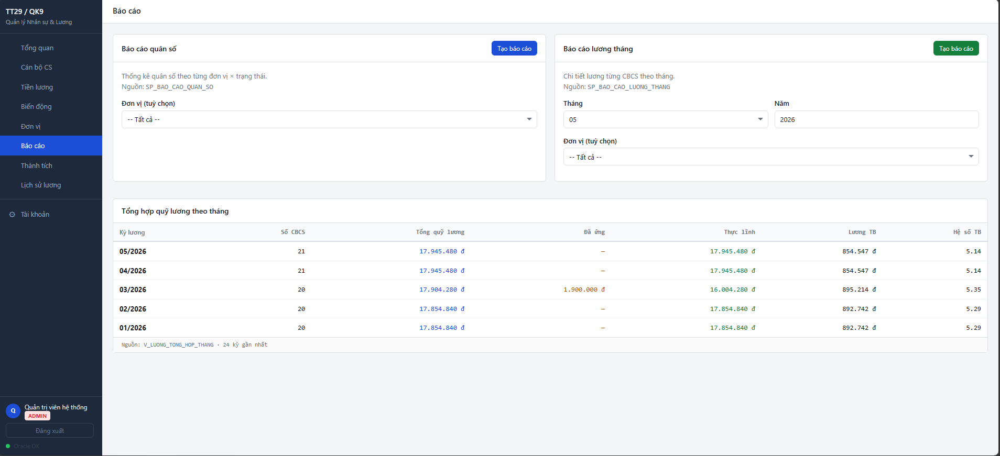 TT29 / QK9
Quản lý Nhân sự & Lương
Tổng quan
Cán bộ CS
Tiền lương
Biến động
Đơn vị
Báo cáo
Thành tích
Lịch sử lương
Tài khoản
Q
Quản trị viên hệ thống
ADMIN
Đăng xuất
Oracle OK
Báo cáo
Báo cáo quân số
Tạo báo cáo
Thống kê quân số theo từng đơn vị × trạng thái.
Nguồn: SP_BAO_CAO_QUAN_SO
Đơn vị (tuỳ chọn)
-- Tất cả --
Báo cáo lương tháng
Tạo báo cáo
Chi tiết lương từng CBCS theo tháng.
Nguồn: SP_BAO_CAO_LUONG_THANG
Tháng Năm
05 2026
Đơn vị (tuỳ chọn)
-- Tất cả --
Tổng hợp quỹ lương theo tháng
Kỳ lương Số CBCS Tổng quỹ lương Đã ứng Thực lĩnh Lương TB Hệ số TB
05/2026 21 17.945.480 đ — 17.945.480 đ 854.547 đ 5.14
04/2026 21 17.945.480 đ — 17.945.480 đ 854.547 đ 5.14
03/2026 20 17.904.280 đ 1.900.000 đ 16.004.280 đ 895.214 đ 5.35
02/2026 20 17.854.840 đ — 17.854.840 đ 892.742 đ 5.29
01/2026 20 17.854.840 đ — 17.854.840 đ 892.742 đ 5.29
Nguồn: V_LUONG_TONG_HOP_THANG · 24 kỳ gần nhất